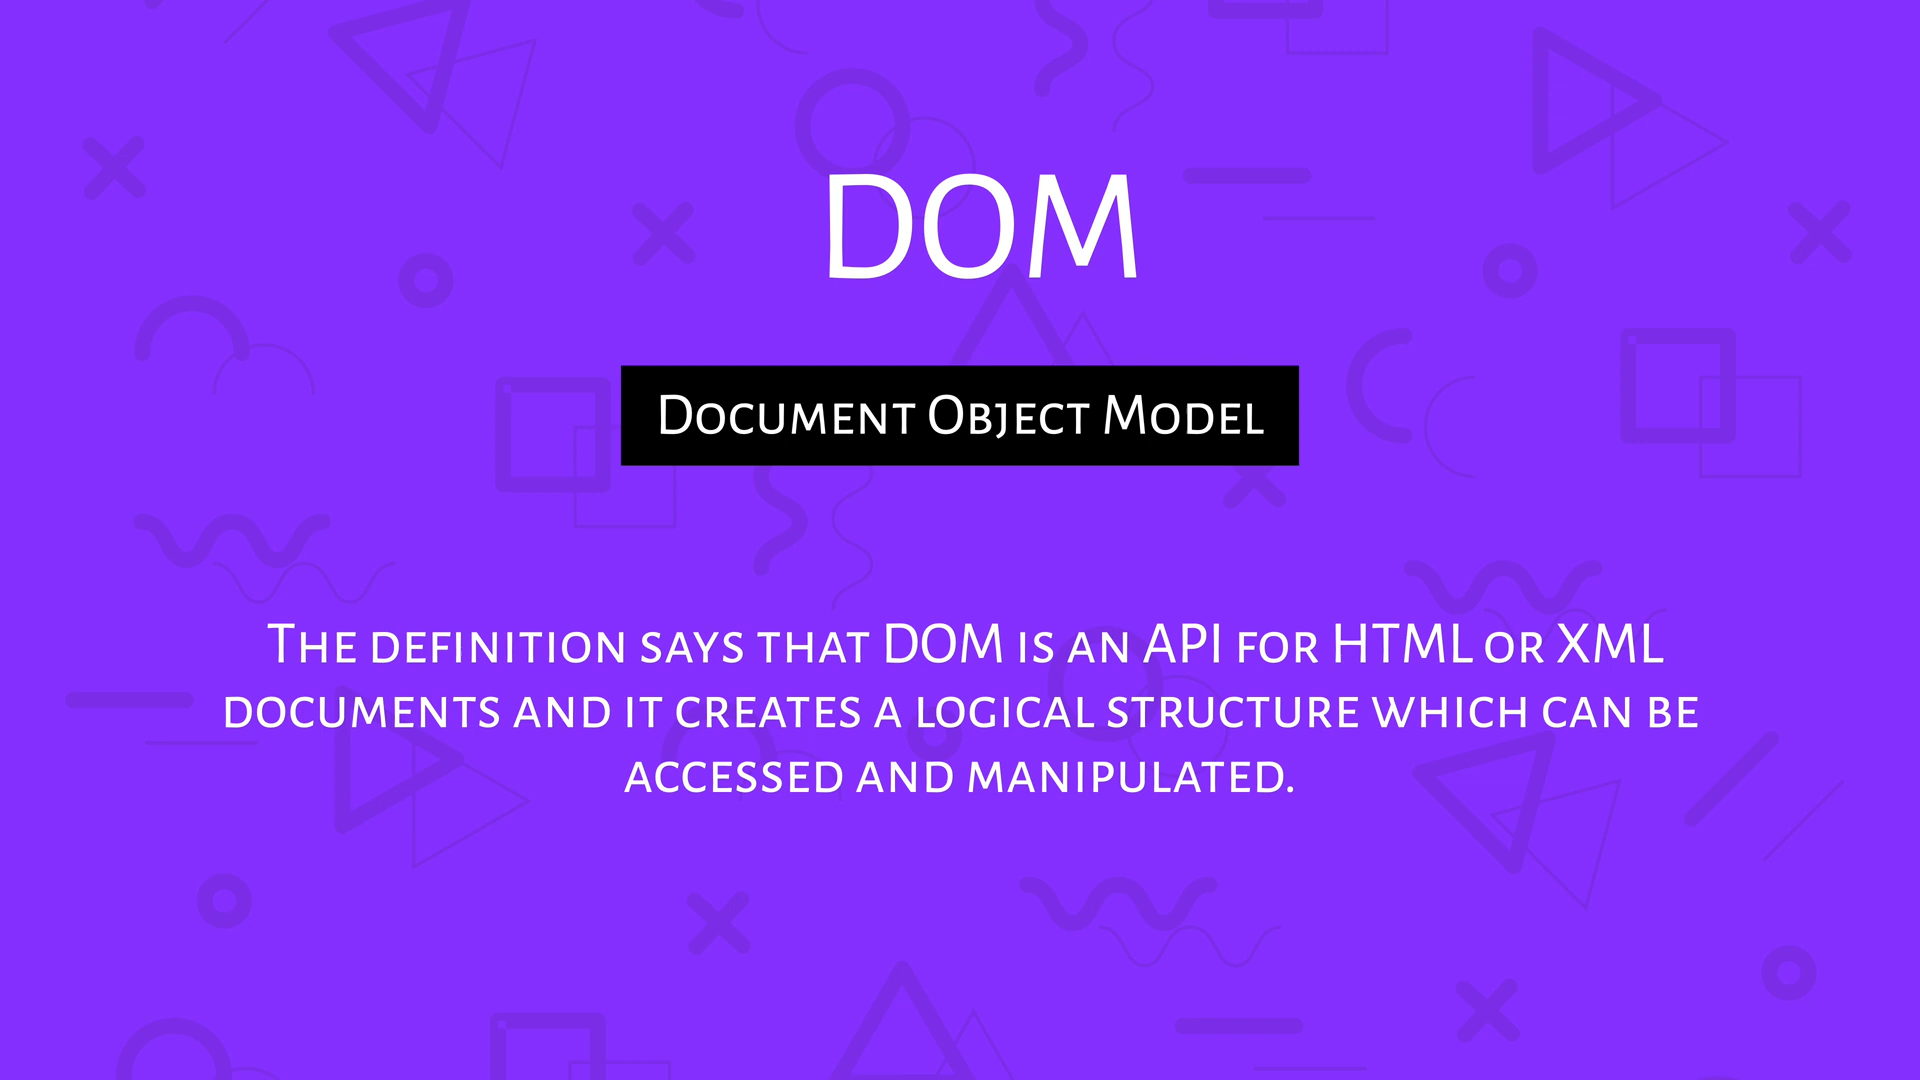 DOM
Document Object Model
The definition says that DOM is an API for HTML or XML
documents and it creates a logical structure which can be
accessed and manipulated.